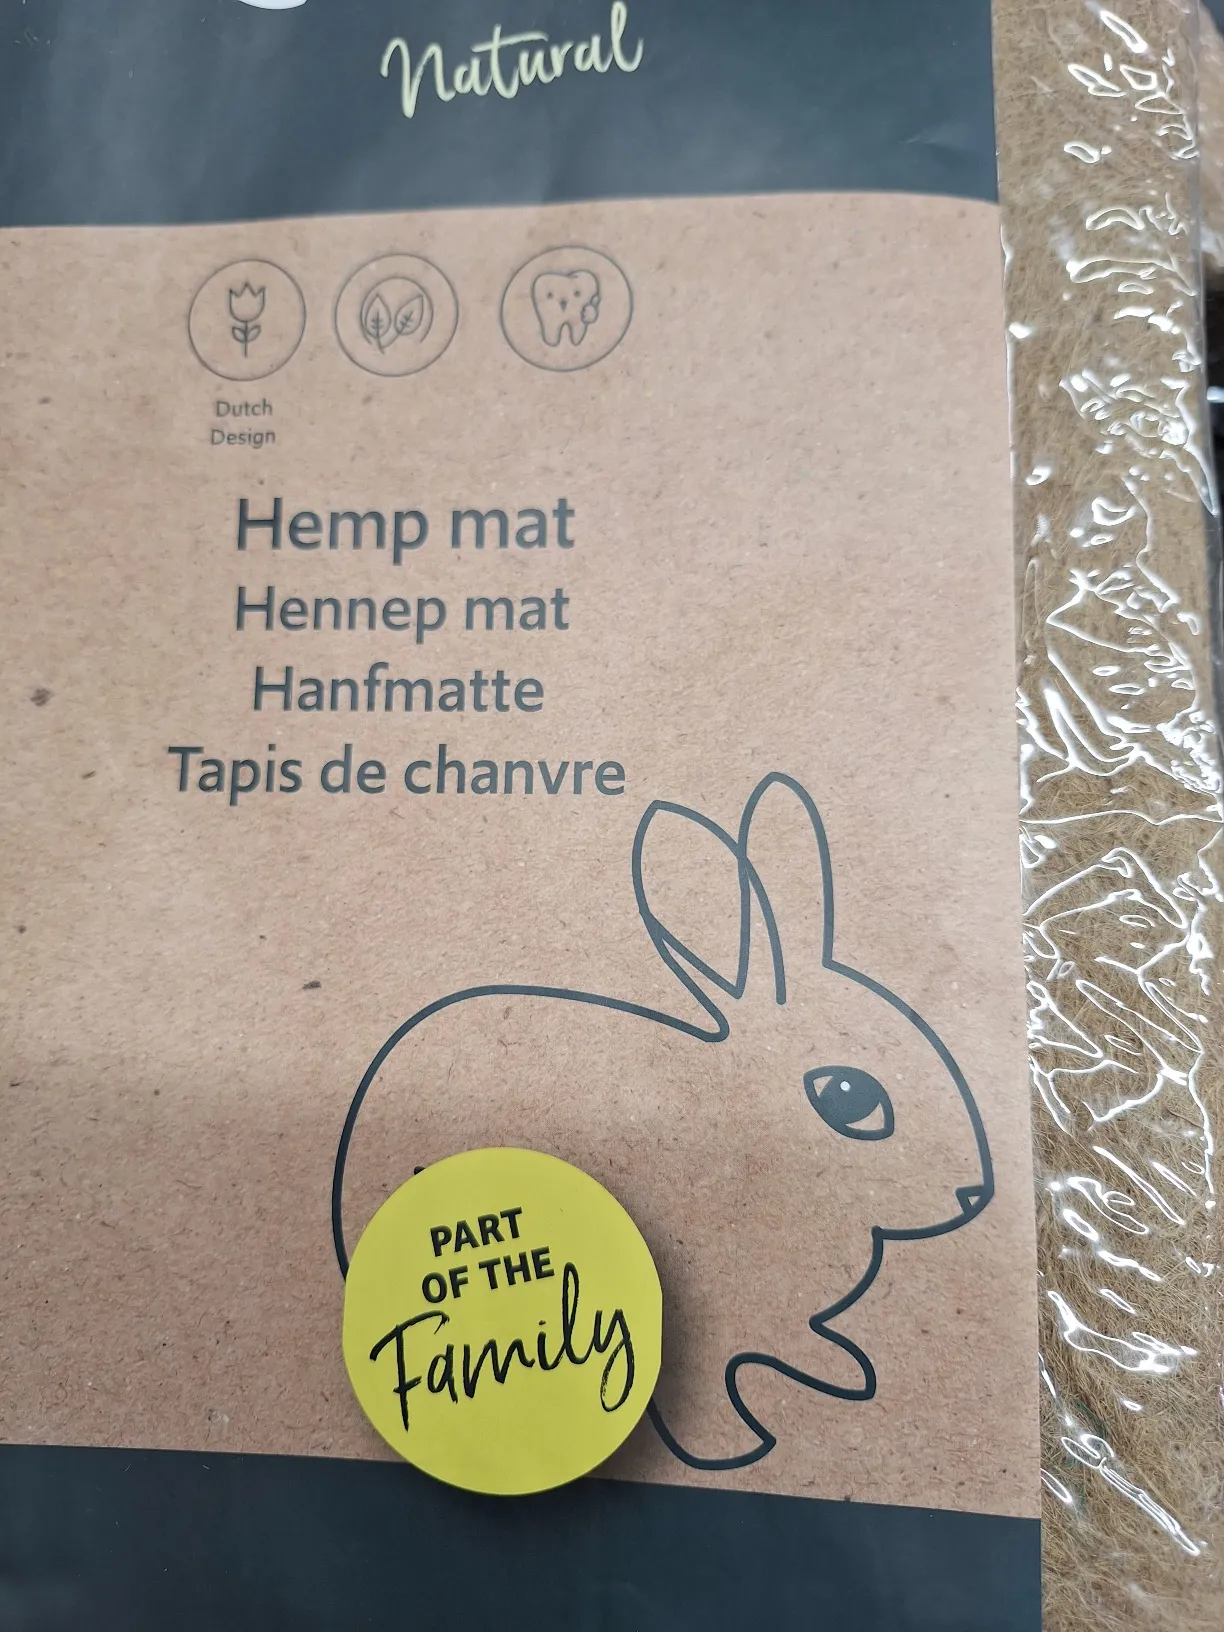 Natural
Dutch
Design
Hemp mat
Hennep mat
Hanfmatte
Tapis de chanvre
PART
OF THE
Family